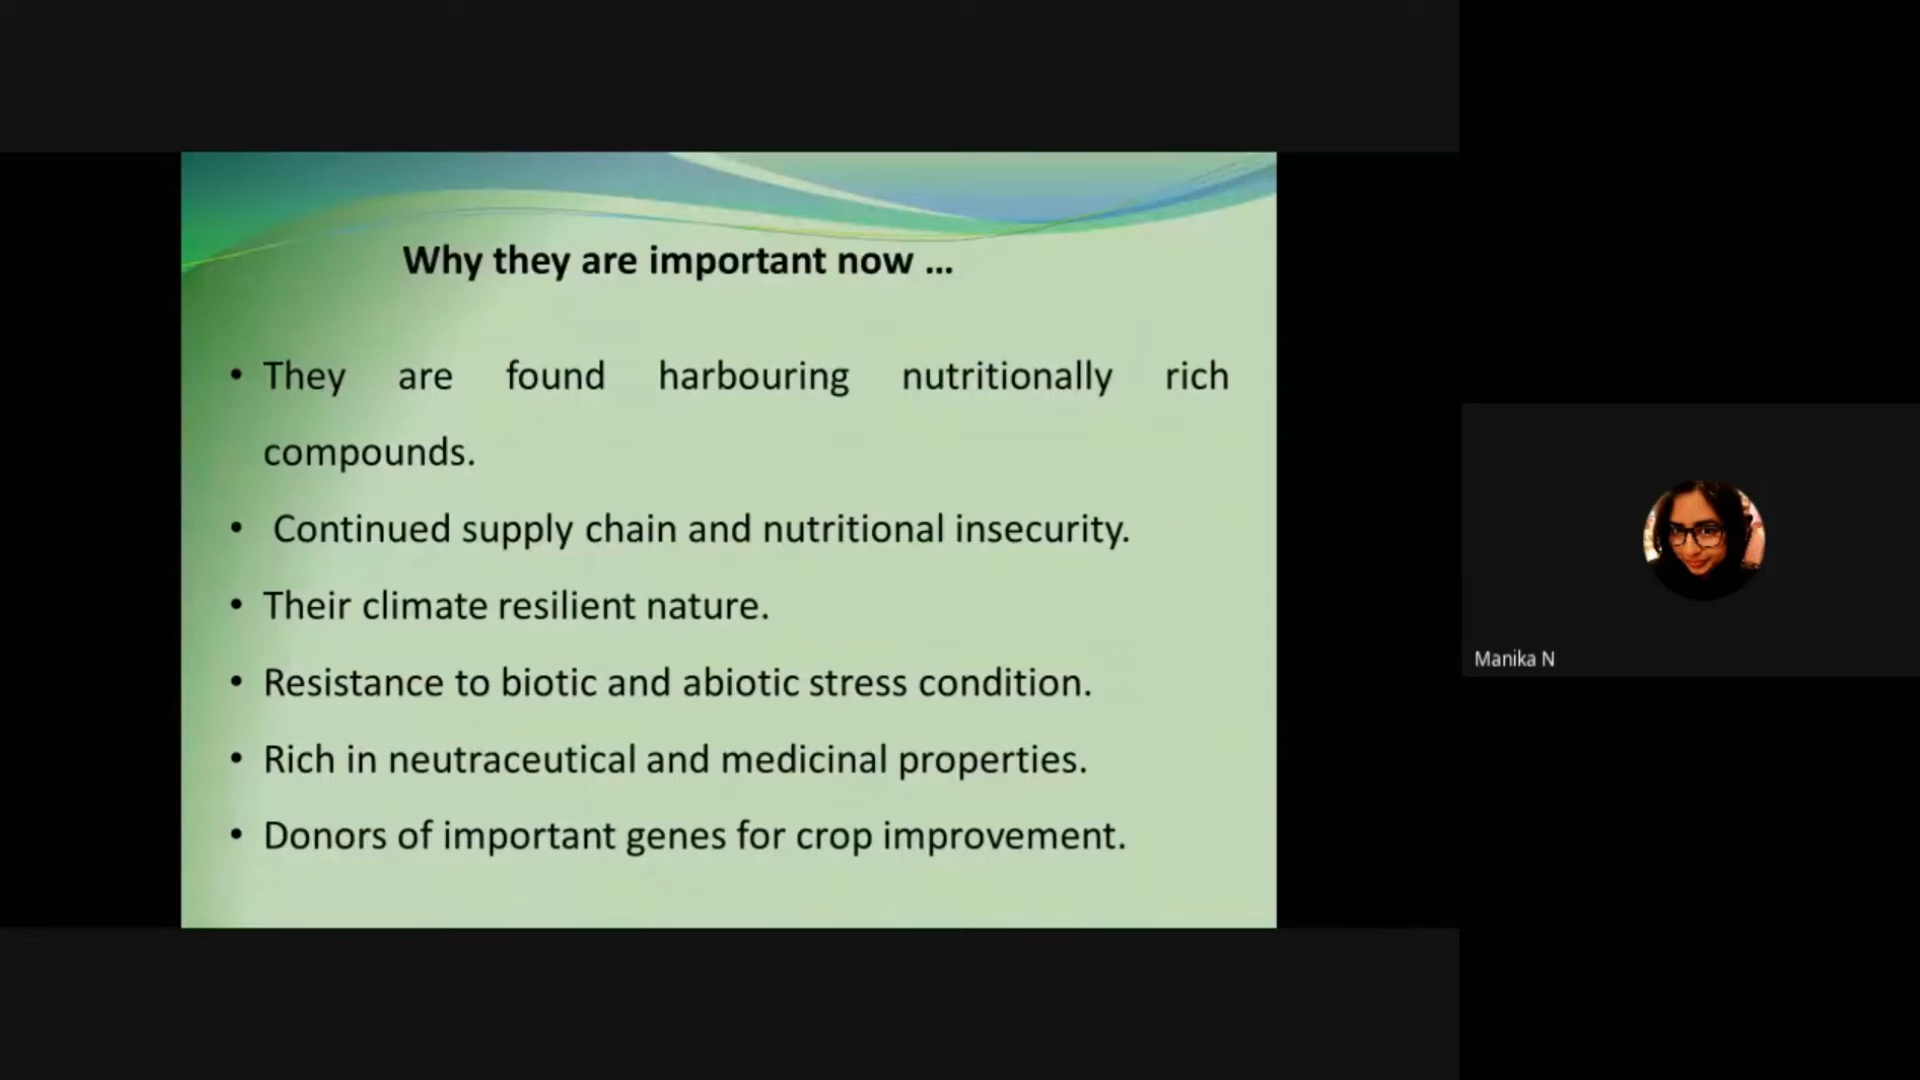 Why they are important now ...
• They are found harbouring nutritionally rich
compounds.
• Continued supply chain and nutritional insecurity.
• Their climate resilient nature.
• Resistance to biotic and abiotic stress condition.
• Rich in neutraceutical and medicinal properties.
• Donors of important genes for crop improvement.
Manika N